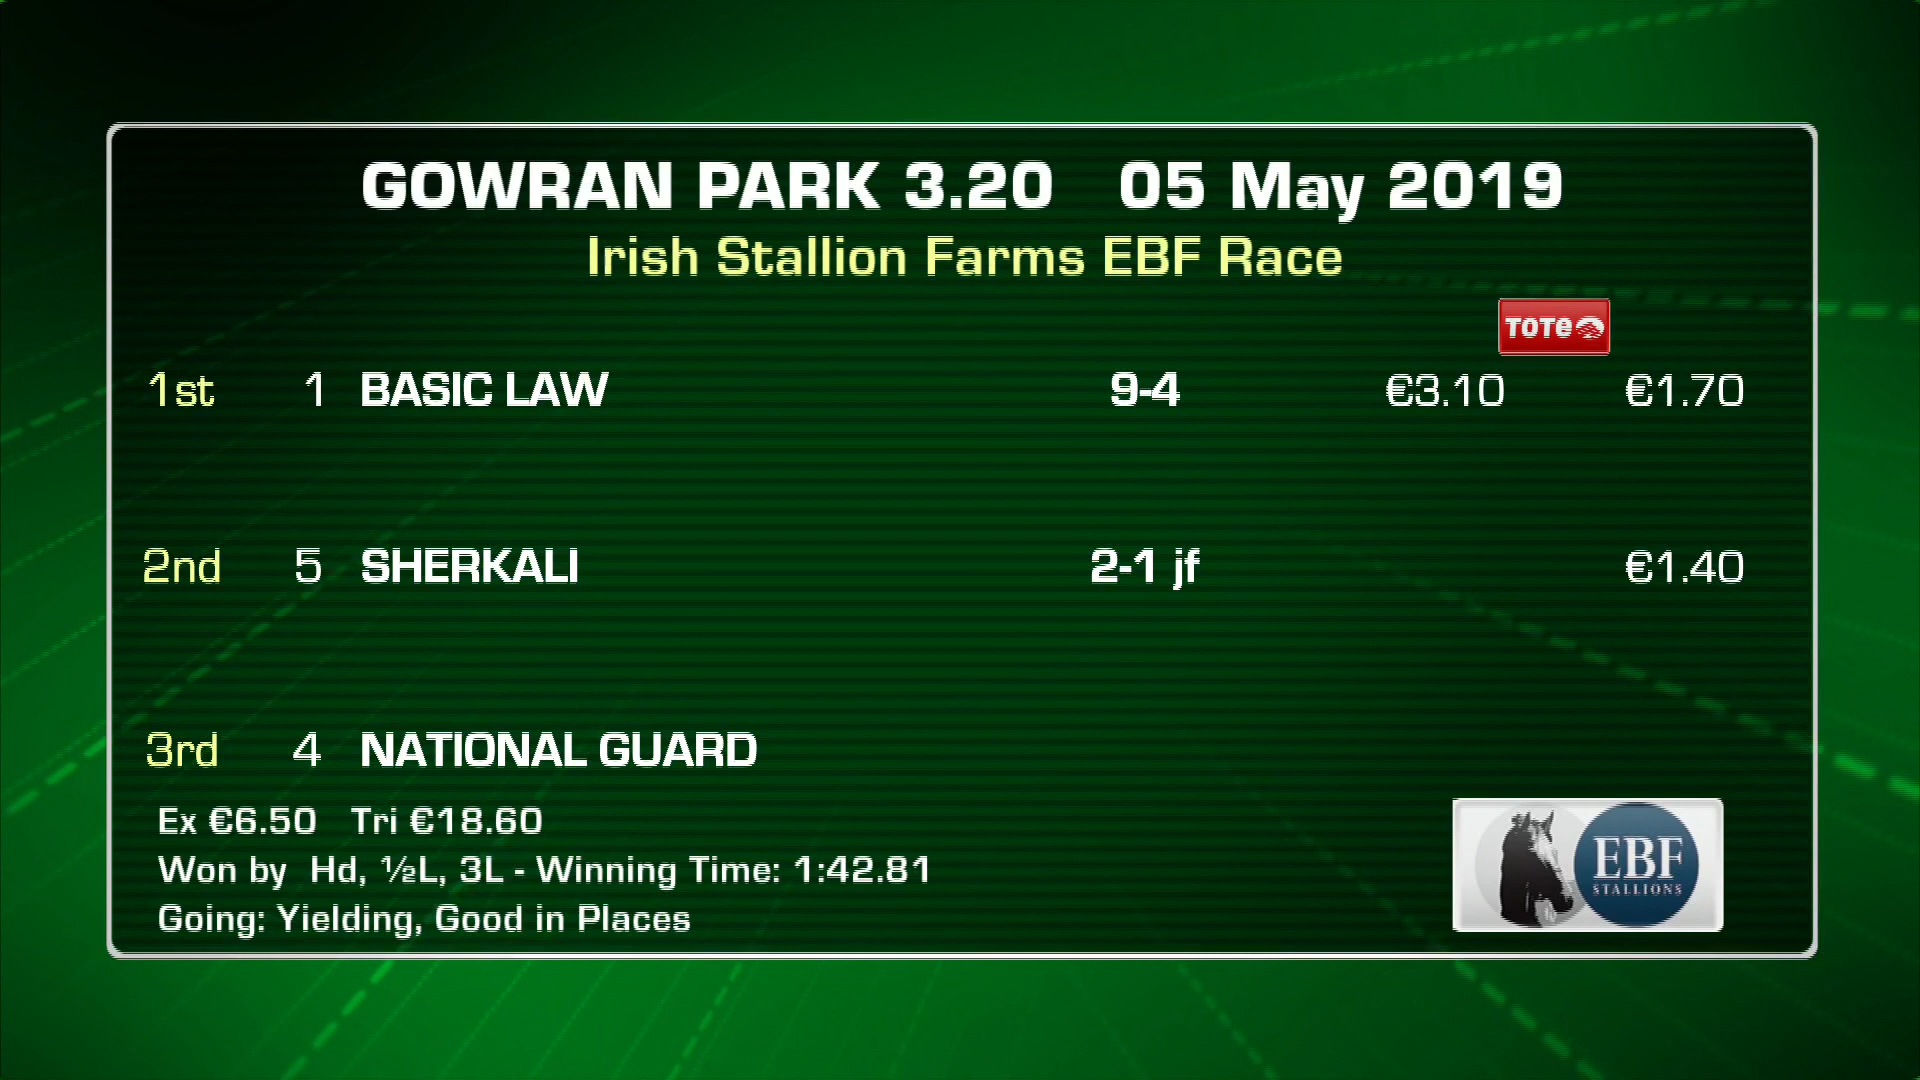 GOWRAN PARK 3.20 05 May 2019
Irish Stallion Farms EBF Race
TOTE
1st 1 BASIC LAW 9-4 €3.10 €1.70
2nd 5 SHERKALI 2-1 jf €1.40
3rd 4 NATIONAL GUARD
Ex €6.50 Tri €18.60
Won by Hd, ½L, 3L - Winning Time: 1:42.81
Going: Yielding, Good in Places
EBF
STALLIONS